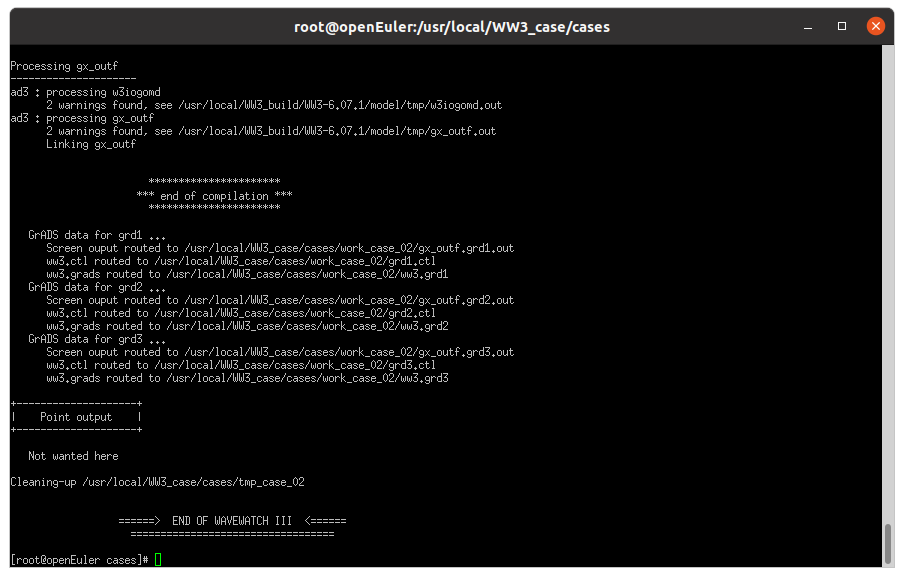 root@openEuler:/usr/local/WW3_case/cases
Processing gx_outf
---------------------
ad3 : processing w3iogomd
2 warnings found, see /usr/local/WW3_build/WW3-6.07.1/model/tmp/w3iogomd.out
ad3 : processing gx_outf
2 warnings found, see /usr/local/WW3_build/WW3-6.07.1/model/tmp/gx_outf.out
Linking gx_outf
**********************
*** end of compilation ***
**********************
GrADS data for grd1 ...
Screen ouput routed to /usr/local/WW3_case/cases/work_case_02/gx_outf.grd1.out
ww3.ctl routed to /usr/local/WW3_case/cases/work_case_02/grd1.ctl
ww3.grads routed to /usr/local/WW3_case/cases/work_case_02/ww3.grd1
GrADS data for grd2 ...
Screen ouput routed to /usr/local/WW3_case/cases/work_case_02/gx_outf.grd2.out
ww3.ctl routed to /usr/local/WW3_case/cases/work_case_02/grd2.ctl
ww3.grads routed to /usr/local/WW3_case/cases/work_case_02/ww3.grd2
GrADS data for grd3 ...
Screen ouput routed to /usr/local/WW3_case/cases/work_case_02/gx_outf.grd3.out
ww3.ctl routed to /usr/local/WW3_case/cases/work_case_02/grd3.ctl
ww3.grads routed to /usr/local/WW3_case/cases/work_case_02/ww3.grd3
+--------------------+
|    Point output    |
+--------------------+
Not wanted here
Cleaning-up /usr/local/WW3_case/cases/tmp_case_02
======>  END OF WAVEWATCH III  <======
==================================
[root@openEuler cases]#